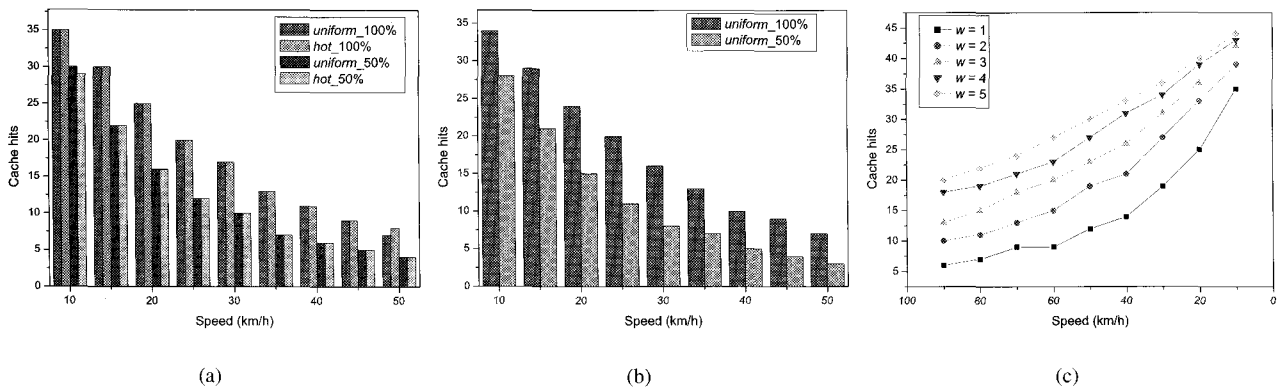 35
30
25
20
15
10
5
0
Cache hits
uniform_100%
hot_100%
uniform_50%
hot_50%
10 20 30 40 50
Speed (km/h)
(a)
35
30
25
20
15
10
5
0
Cache hits
uniform_100%
uniform_50%
10 20 30 40 50
Speed (km/h)
(b)
45
40
35
30
25
20
15
10
5
Cache hits
w = 1
w = 2
w = 3
w = 4
w = 5
100 80 60 40 20 0
Speed (km/h)
(c)